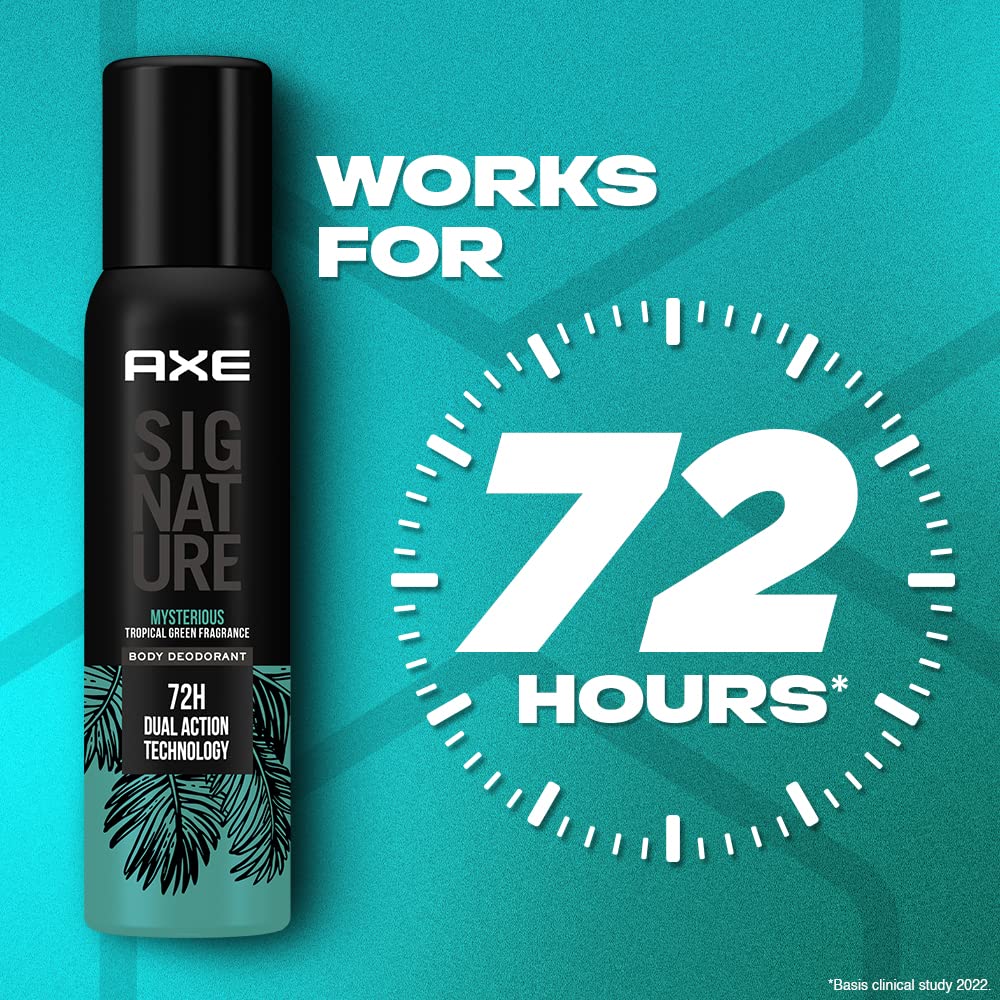 AXE
SIG
NAT
URE
MYSTERIOUS
TROPICAL GREEN FRAGRANCE
BODY DEODORANT
72H
DUAL ACTION
TECHNOLOGY
WORKS
FOR
72
HOURS*
*Basis clinical study 2022.